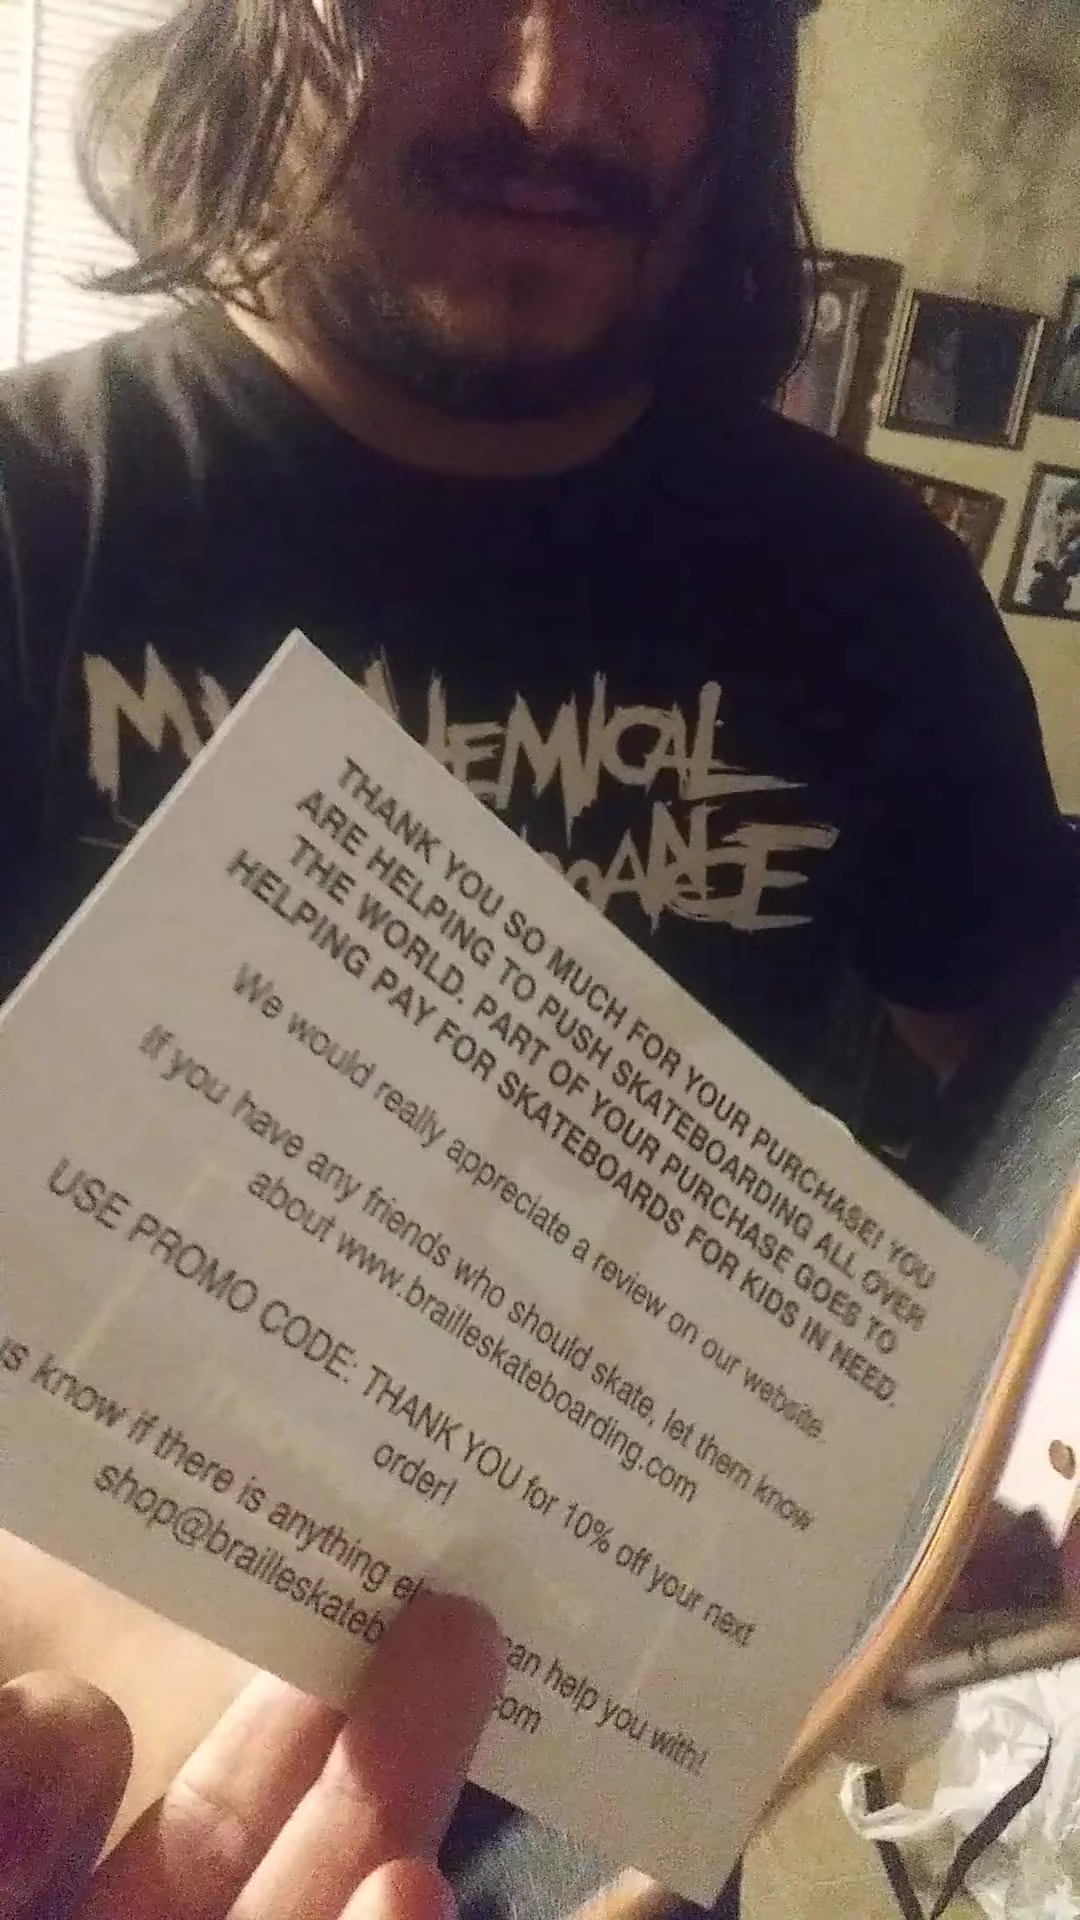 MY CHEMICAL
ROMANCE
THANK YOU SO MUCH FOR YOUR PURCHASE! YOU
ARE HELPING TO PUSH SKATEBOARDING ALL OVER
THE WORLD. PART OF YOUR PURCHASE GOES TO
HELPING PAY FOR SKATEBOARDS FOR KIDS IN NEED.
We would really appreciate a review on our website.
If you have any friends who should skate, let them know
about www.brailleskateboarding.com
USE PROMO CODE: THANK YOU for 10% off your next
order!
us know if there is anything el can help you with!
shop@brailleskateb .com